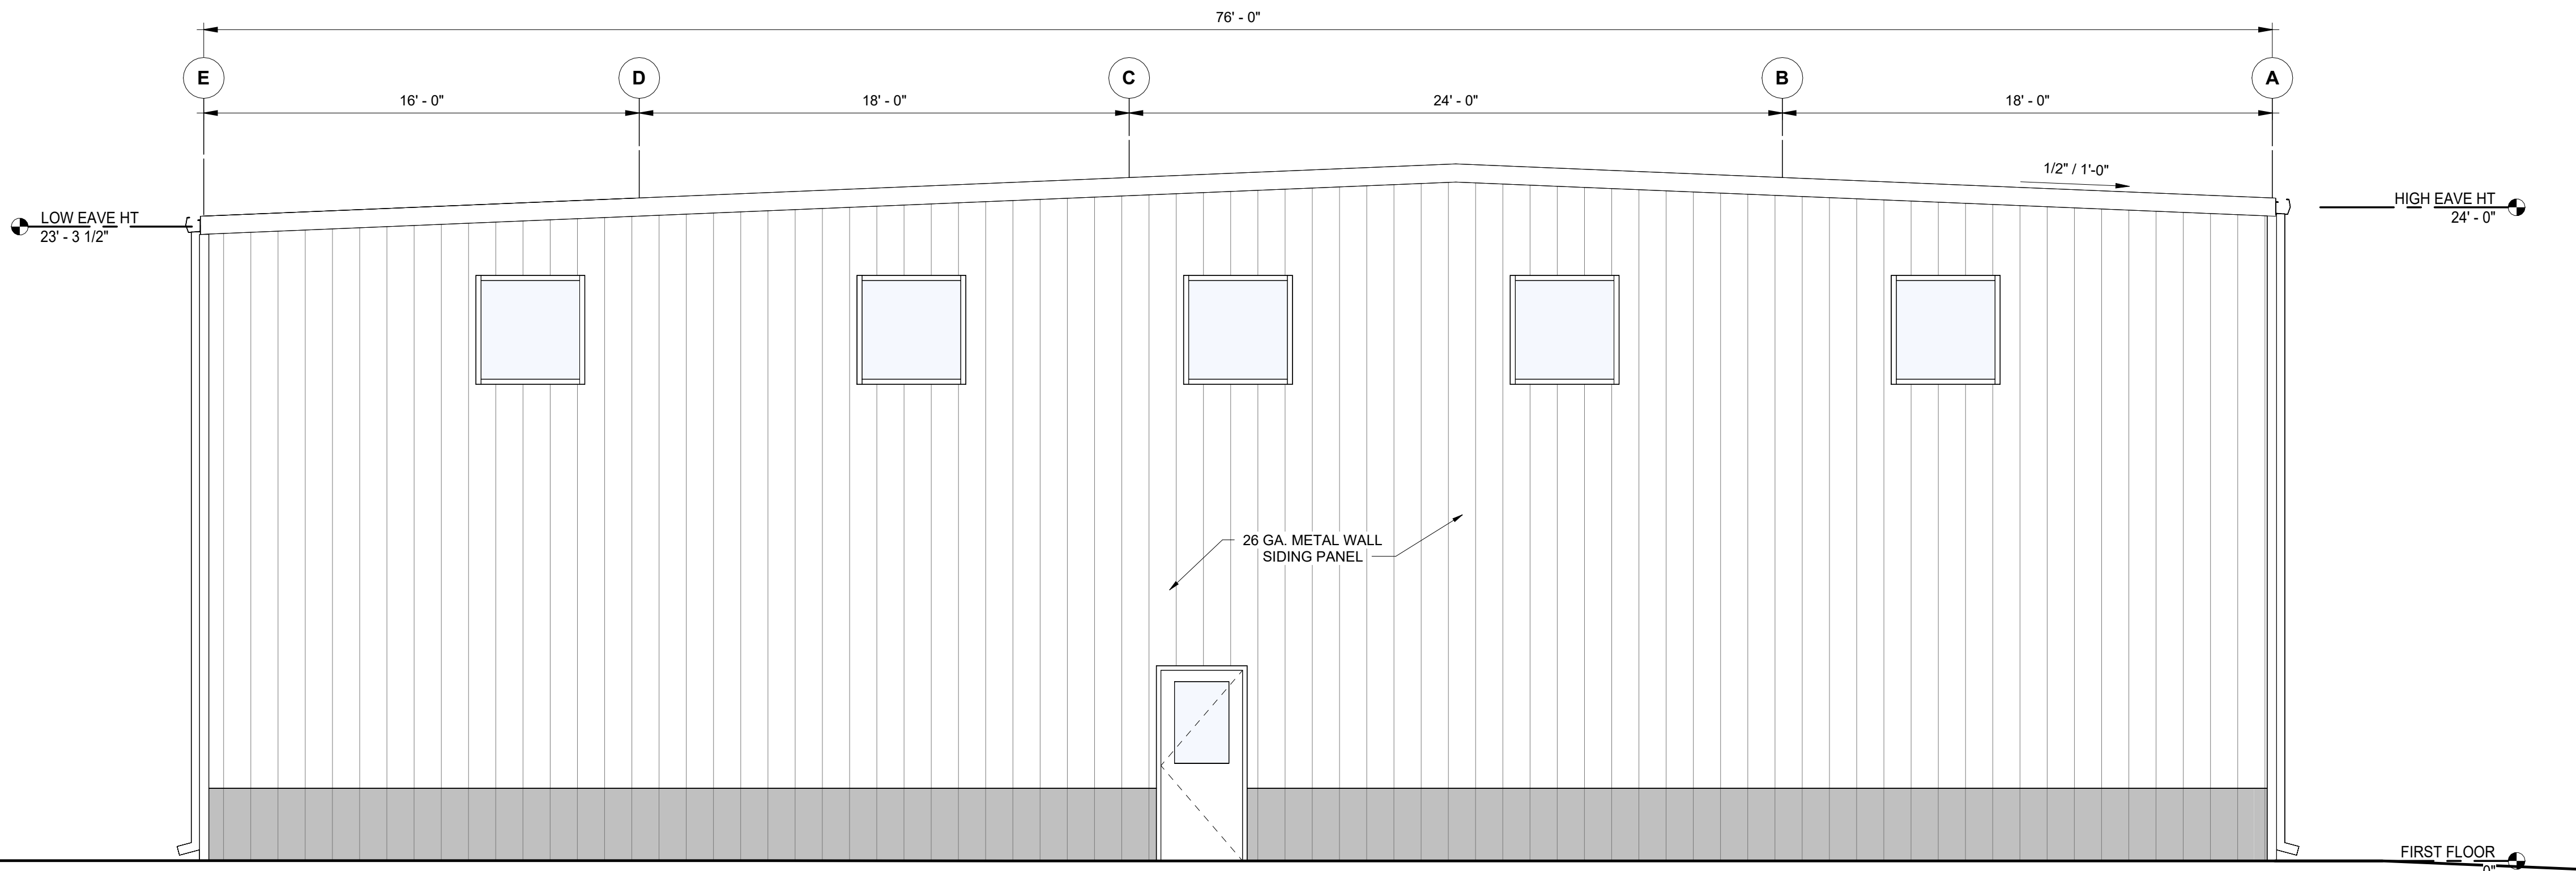 76' - 0"
E
D
C
B
A
16' - 0"
18' - 0"
24' - 0"
18' - 0"
1/2" / 1'-0"
LOW EAVE HT
23' - 3 1/2"
HIGH EAVE HT
24' - 0"
26 GA. METAL WALL
SIDING PANEL
FIRST FLOOR
0"